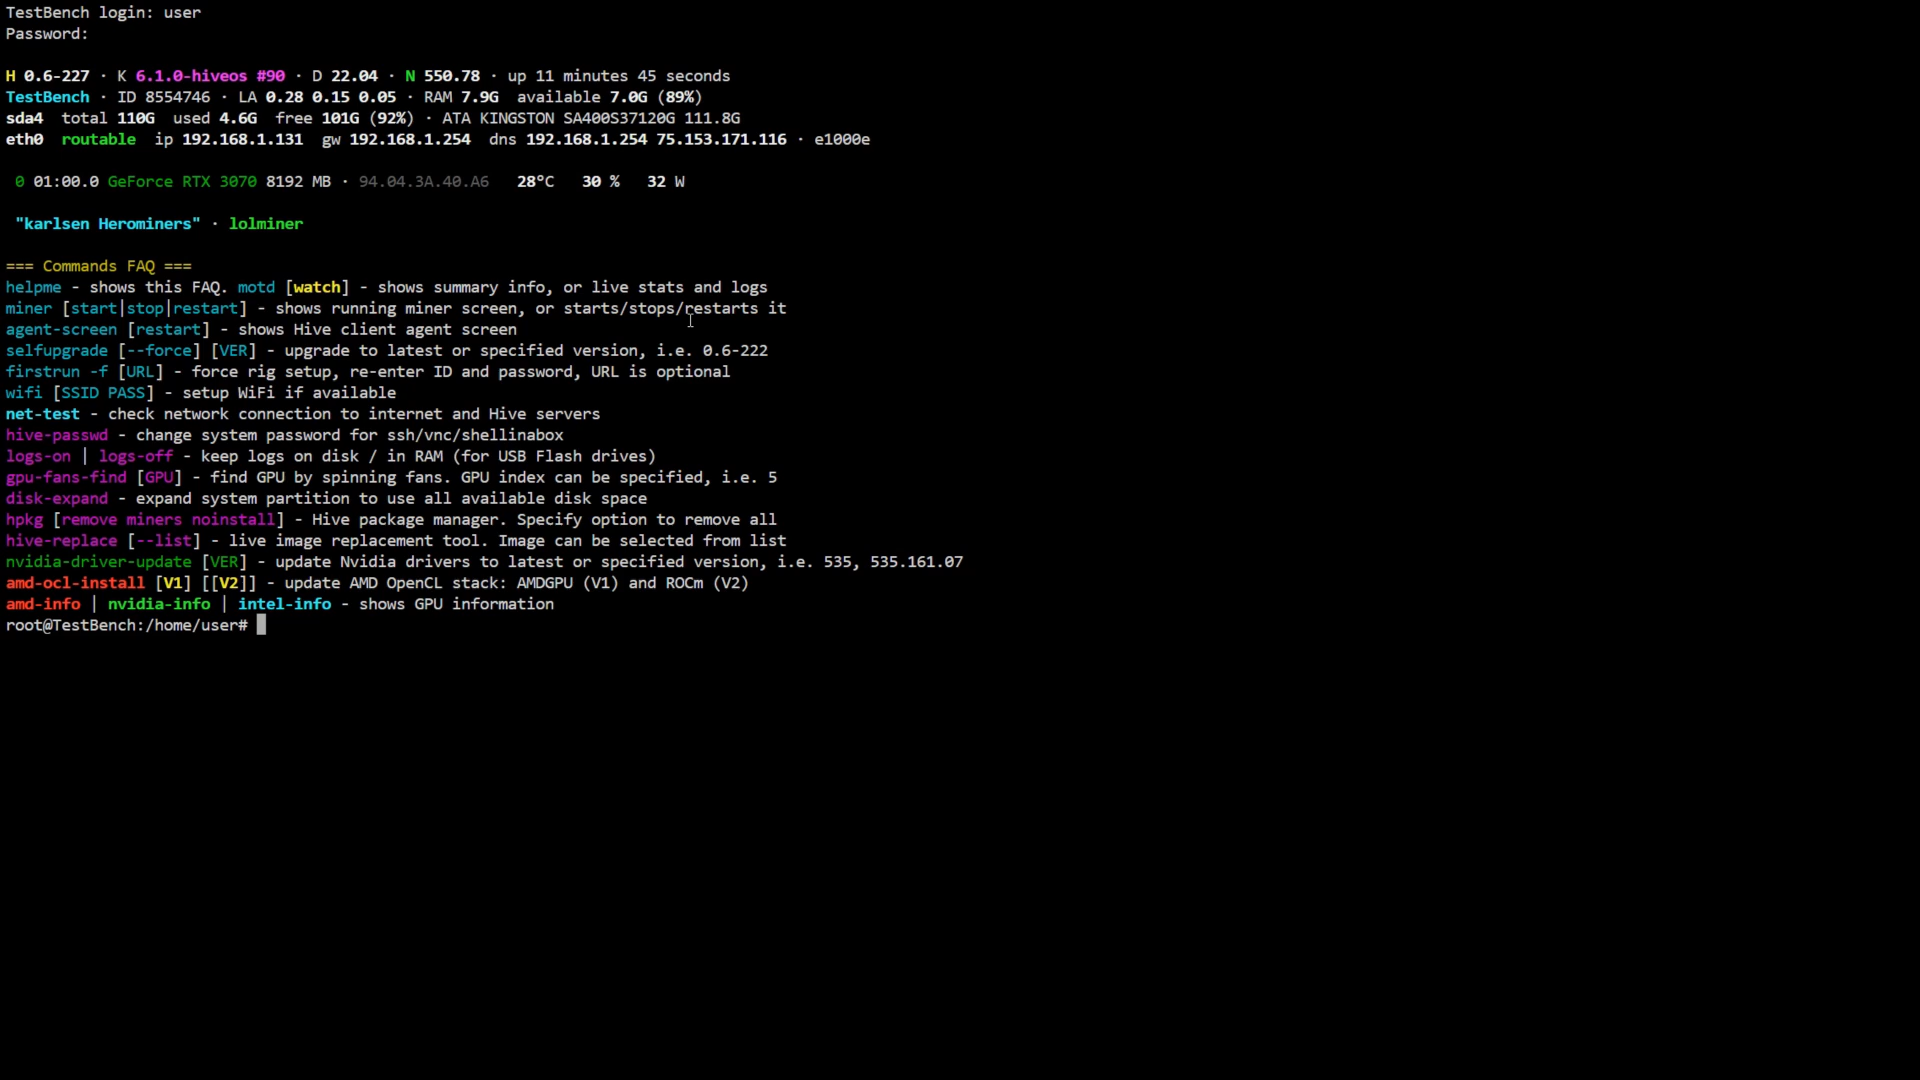 TestBench login: user
Password:
H 0.6-227 · K 6.1.0-hiveos #90 · D 22.04 · N 550.78 · up 11 minutes 45 seconds
TestBench · ID 8554746 · LA 0.28 0.15 0.05 · RAM 7.9G  available 7.0G (89%)
sda4  total 110G  used 4.6G  free 101G (92%) · ATA KINGSTON SA400S37120G 111.8G
eth0  routable  ip 192.168.1.131  gw 192.168.1.254  dns 192.168.1.254 75.153.171.116 · e1000e
0 01:00.0 GeForce RTX 3070 8192 MB · 94.04.3A.40.A6   28°C   30 %   32 W
"karlsen Herominers" · lolminer
=== Commands FAQ ===
helpme - shows this FAQ. motd [watch] - shows summary info, or live stats and logs
miner [start|stop|restart] - shows running miner screen, or starts/stops/restarts it
agent-screen [restart] - shows Hive client agent screen
selfupgrade [--force] [VER] - upgrade to latest or specified version, i.e. 0.6-222
firstrun -f [URL] - force rig setup, re-enter ID and password, URL is optional
wifi [SSID PASS] - setup WiFi if available
net-test - check network connection to internet and Hive servers
hive-passwd - change system password for ssh/vnc/shellinabox
logs-on | logs-off - keep logs on disk / in RAM (for USB Flash drives)
gpu-fans-find [GPU] - find GPU by spinning fans. GPU index can be specified, i.e. 5
disk-expand - expand system partition to use all available disk space
hpkg [remove miners noinstall] - Hive package manager. Specify option to remove all
hive-replace [--list] - live image replacement tool. Image can be selected from list
nvidia-driver-update [VER] - update Nvidia drivers to latest or specified version, i.e. 535, 535.161.07
amd-ocl-install [V1] [[V2]] - update AMD OpenCL stack: AMDGPU (V1) and ROCm (V2)
amd-info | nvidia-info | intel-info - shows GPU information
root@TestBench:/home/user#